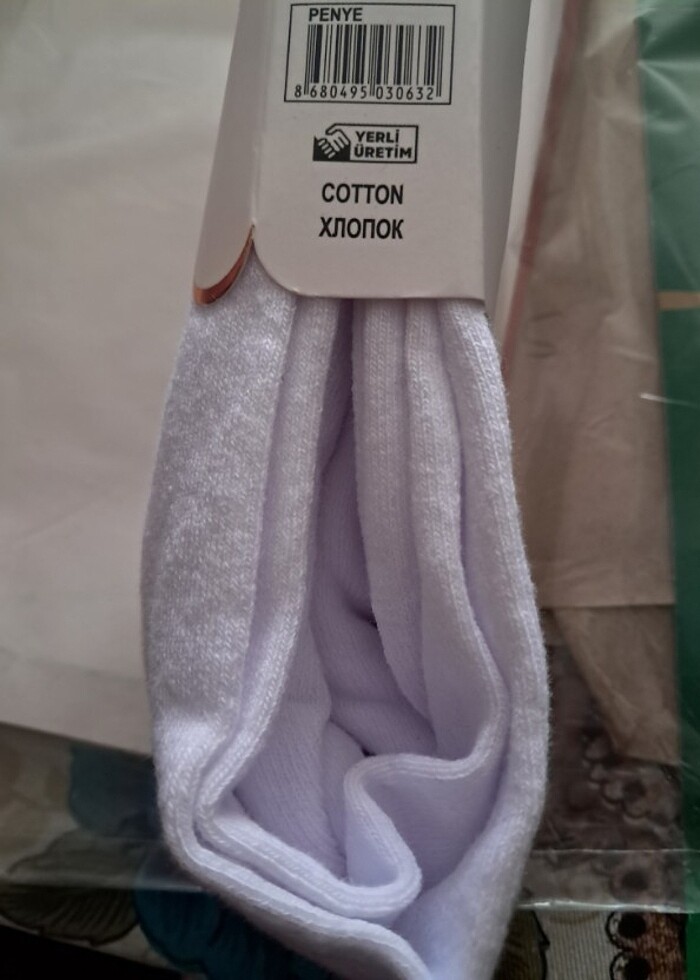 PENYE
8 680495 030632
YERLİ
ÜRETİM
COTTON
ХЛОПОК